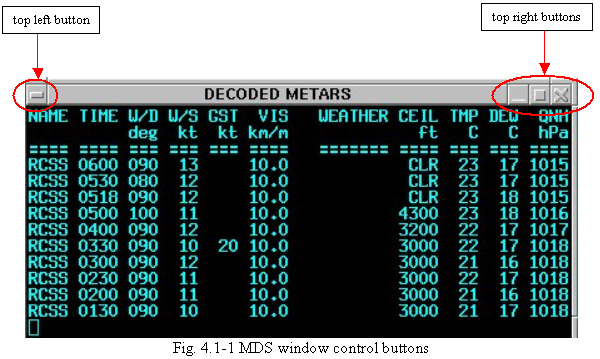 top left button
top right buttons
DECODED METARS
NAME TIME W/D W/S GST VIS WEATHER CEIL TMP DEW QNH
deg kt kt km/m ft C C hPa
==== ==== === === === ==== ======= ==== === === ====
RCSS 0600 090 13 10.0 CLR 23 17 1015
RCSS 0530 080 12 10.0 CLR 23 17 1015
RCSS 0518 090 12 10.0 CLR 23 18 1015
RCSS 0500 100 11 10.0 4300 23 18 1016
RCSS 0400 090 12 10.0 3200 22 17 1017
RCSS 0330 090 10 20 10.0 3000 22 17 1018
RCSS 0300 090 12 10.0 3000 21 16 1018
RCSS 0230 090 11 10.0 3000 22 17 1018
RCSS 0200 090 11 10.0 3000 21 16 1018
RCSS 0130 090 10 10.0 3000 21 17 1018
Fig. 4.1-1 MDS window control buttons